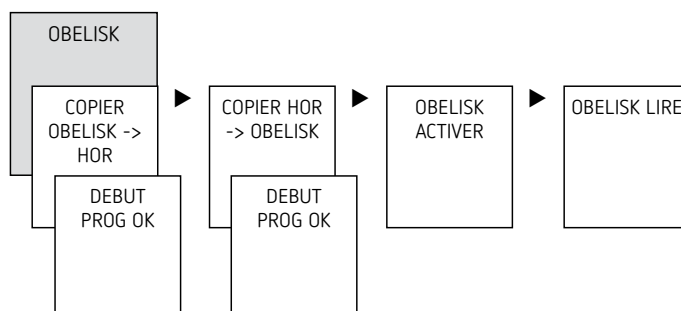 OBELISK
COPIER
OBELISK ->
HOR
DEBUT
PROG OK
COPIER HOR
-> OBELISK
DEBUT
PROG OK
OBELISK
ACTIVER
OBELISK LIRE